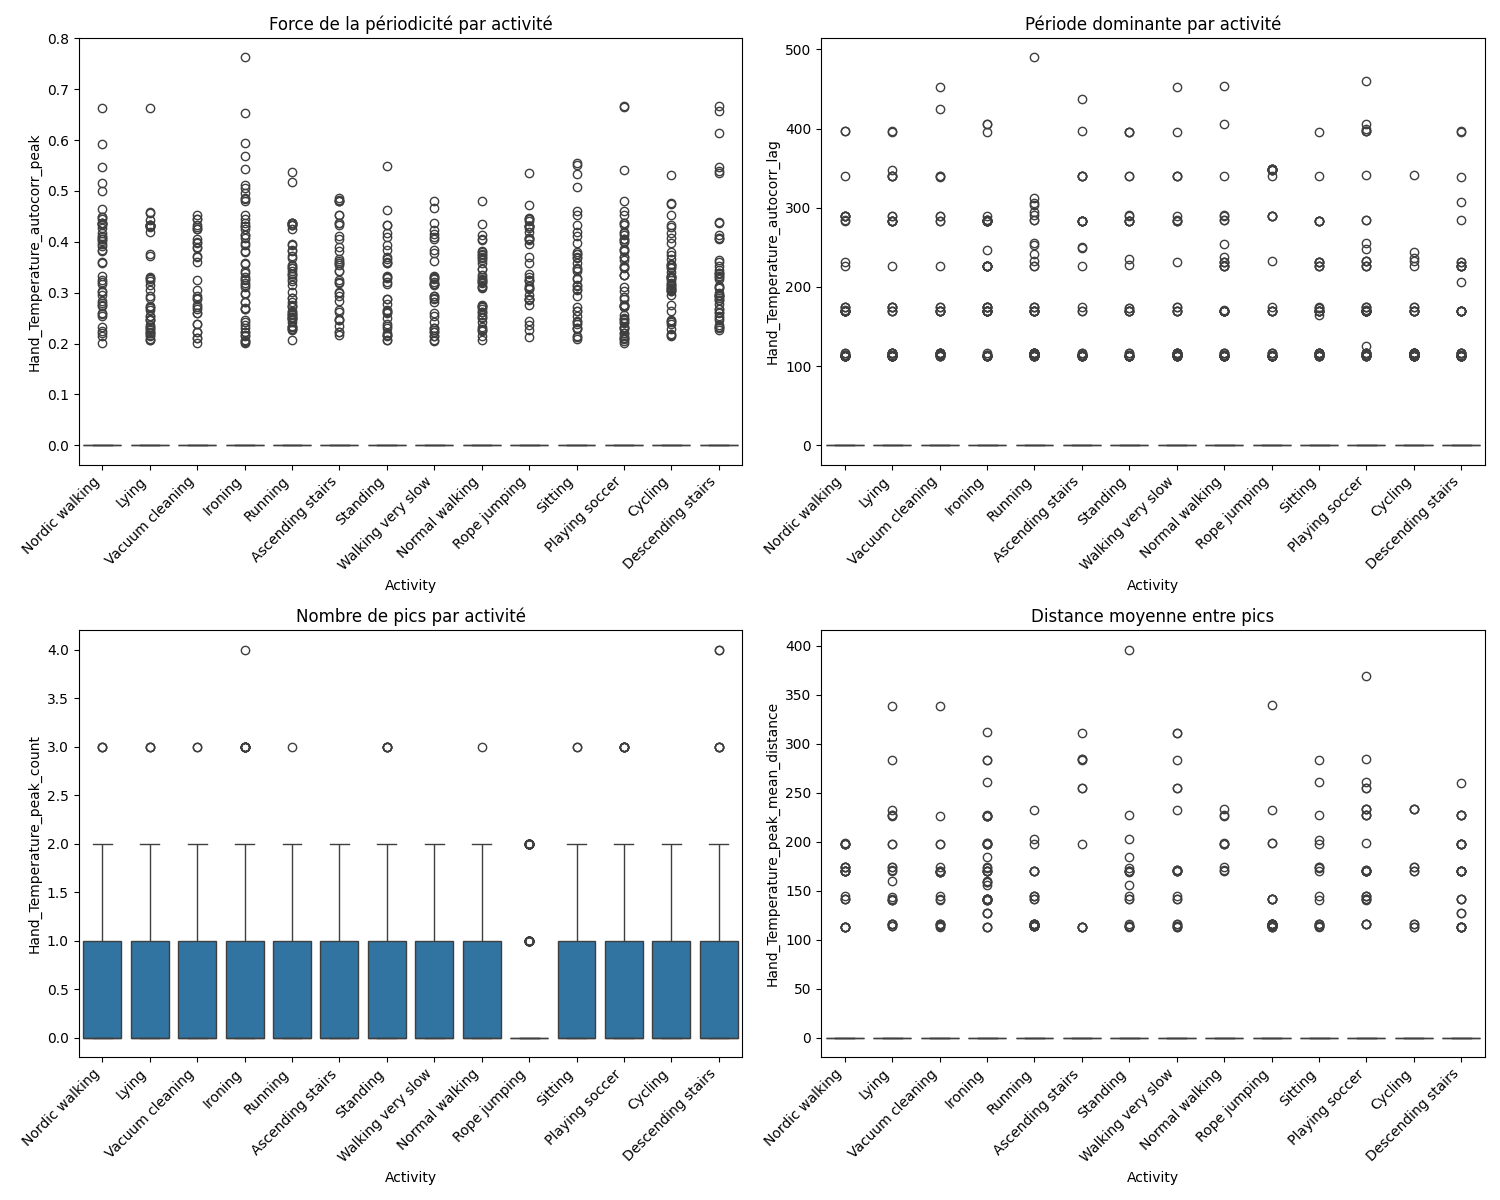 Force de la périodicité par activité
Hand_Temperature_autocorr_peak
0.8
0.7
0.6
0.5
0.4
0.3
0.2
0.1
0.0
Nordic walking
Lying
Vacuum cleaning
Ironing
Running
Ascending stairs
Standing
Walking very slow
Normal walking
Rope jumping
Sitting
Playing soccer
Cycling
Descending stairs
Activity
Période dominante par activité
Hand_Temperature_autocorr_lag
500
400
300
200
100
0
Nordic walking
Lying
Vacuum cleaning
Ironing
Running
Ascending stairs
Standing
Walking very slow
Normal walking
Rope jumping
Sitting
Playing soccer
Cycling
Descending stairs
Activity
Nombre de pics par activité
Hand_Temperature_peak_count
4.0
3.5
3.0
2.5
2.0
1.5
1.0
0.5
0.0
Nordic walking
Lying
Vacuum cleaning
Ironing
Running
Ascending stairs
Standing
Walking very slow
Normal walking
Rope jumping
Sitting
Playing soccer
Cycling
Descending stairs
Activity
Distance moyenne entre pics
Hand_Temperature_peak_mean_distance
400
350
300
250
200
150
100
50
0
Nordic walking
Lying
Vacuum cleaning
Ironing
Running
Ascending stairs
Standing
Walking very slow
Normal walking
Rope jumping
Sitting
Playing soccer
Cycling
Descending stairs
Activity